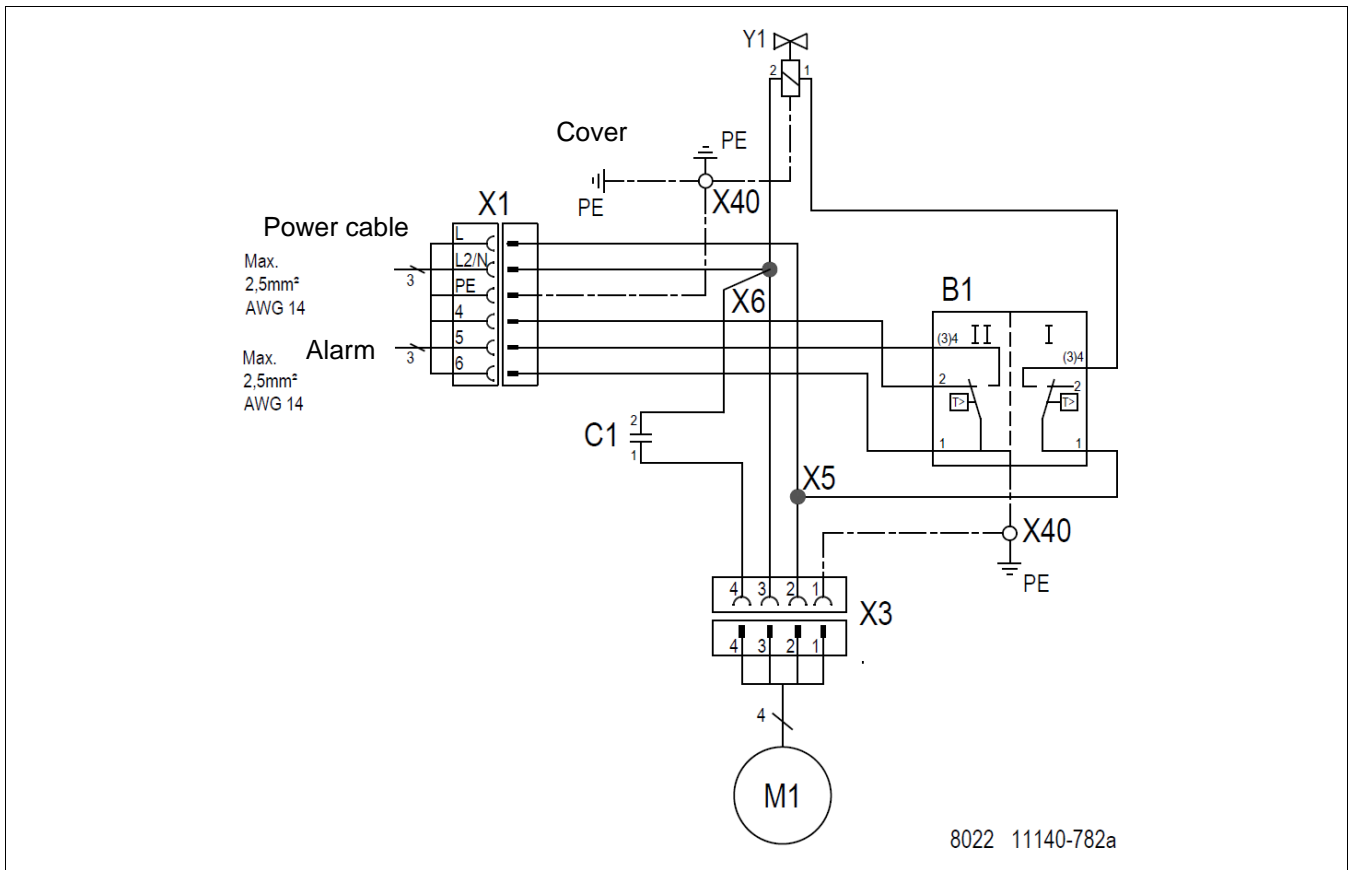 Y1
2 1
Cover
PE
PE
X40
X1
Power cable
Max.
2,5mm²
AWG 14
3
L
L2/N
PE
4
5
6
Alarm
3
Max.
2,5mm²
AWG 14
X6
B1
(3)4 II I
(3)4
2
2
T>
T>
1
1
C1
2
1
X5
X40
PE
4 3 2 1
X3
4 3 2 1
4
M1
8022 11140-782a